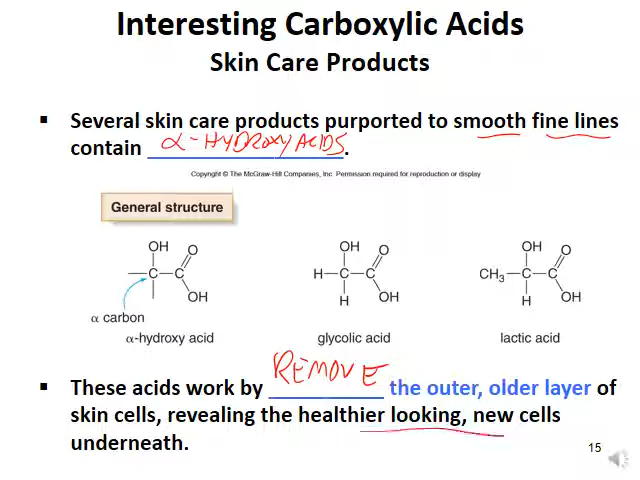 Interesting Carboxylic Acids
Skin Care Products
▪ Several skin care products purported to smooth fine lines
contain α-HYDROXY ACIDS.
Copyright © The McGraw-Hill Companies, Inc. Permission required for reproduction or display
General structure
OH O
C C
OH
α carbon
α-hydroxy acid
OH O
H C C
H OH
glycolic acid
OH O
CH₃ C C
H OH
lactic acid
▪ These acids work by REMOVE the outer, older layer of
skin cells, revealing the healthier looking, new cells
underneath.
15